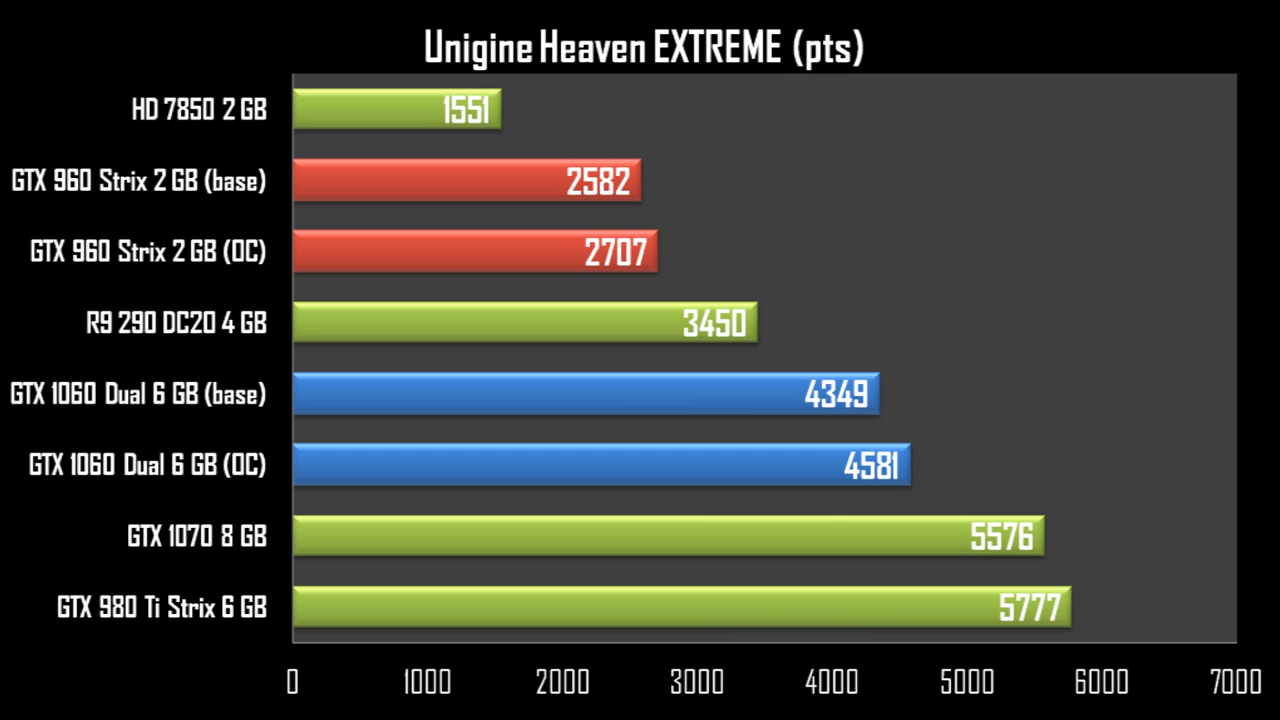 Unigine Heaven EXTREME (pts)
HD 7850 2 GB 1551
GTX 960 Strix 2 GB (base) 2582
GTX 960 Strix 2 GB (OC) 2707
R9 290 DC2O 4 GB 3450
GTX 1060 Dual 6 GB (base) 4349
GTX 1060 Dual 6 GB (OC) 4581
GTX 1070 8 GB 5576
GTX 980 Ti Strix 6 GB 5777
0 1000 2000 3000 4000 5000 6000 7000